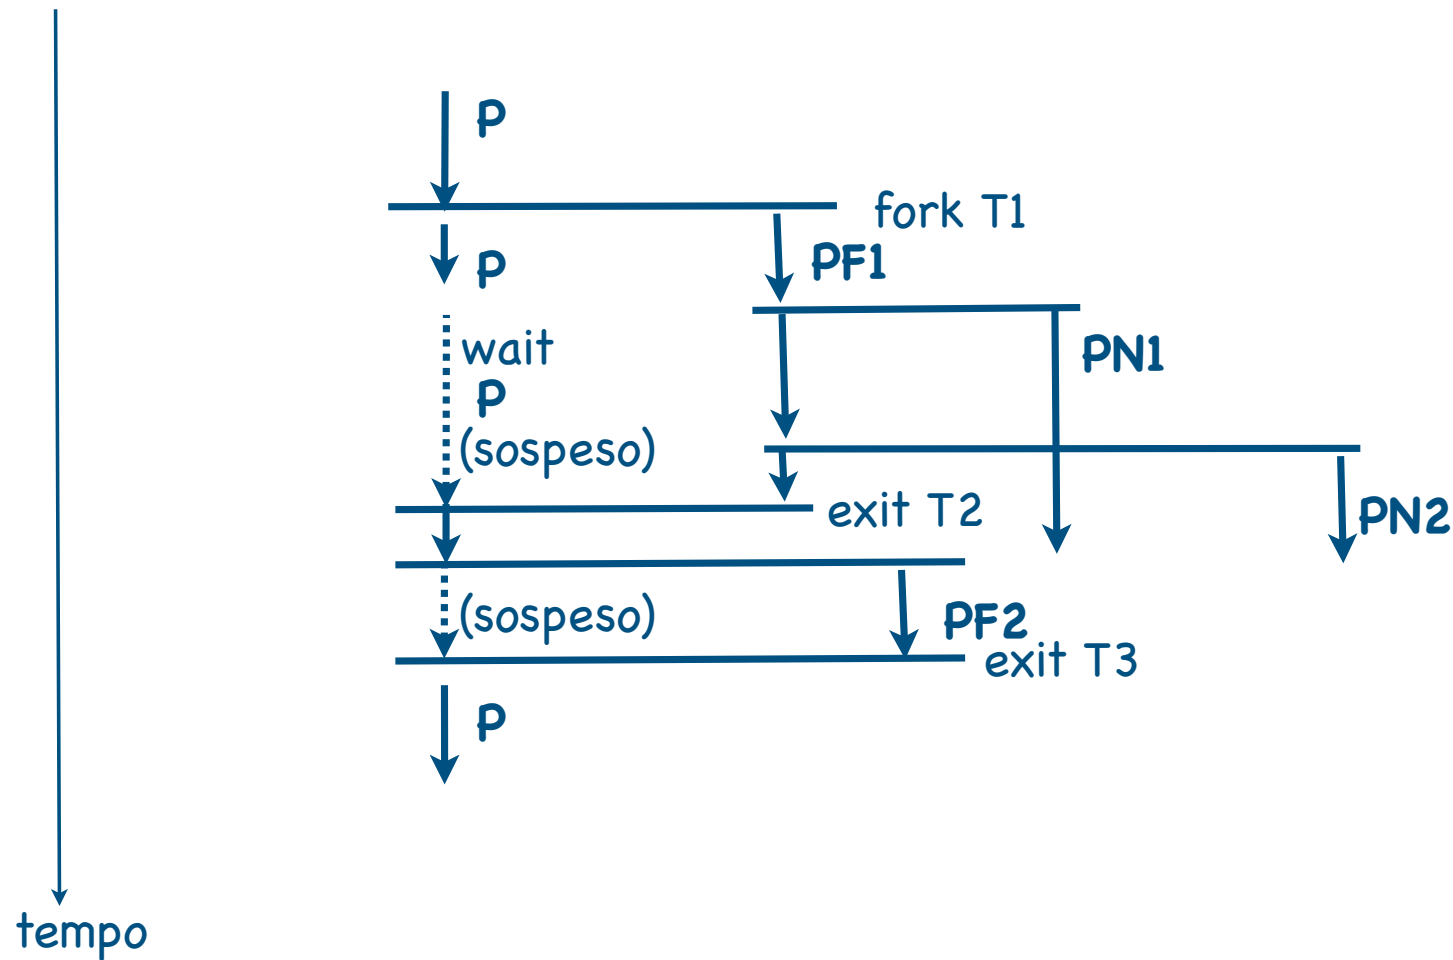 P
fork T1
P
PF1
wait
PN1
P
(sospeso)
exit T2
PN2
(sospeso)
PF2
exit T3
P
tempo